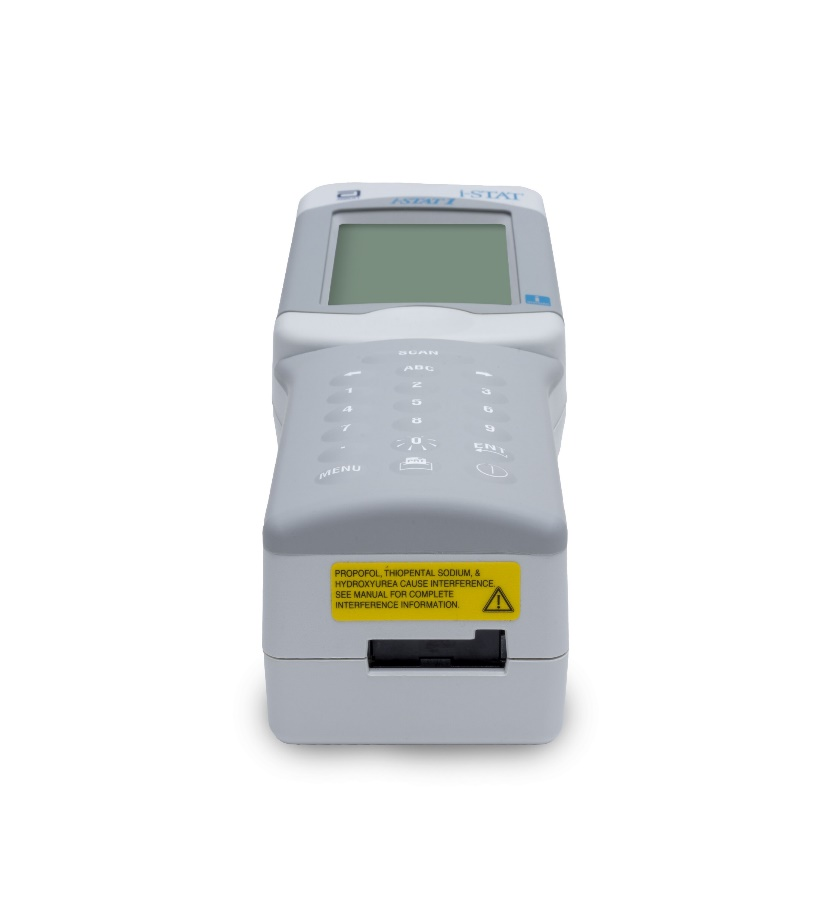 i-STAT
i-STAT 1
SCAN
← ABC →
1 2 3
4 5 6
7 8 9
. 0 ENT
MENU
PROPOFOL, THIOPENTAL SODIUM, &
HYDROXYUREA CAUSE INTERFERENCE.
SEE MANUAL FOR COMPLETE
INTERFERENCE INFORMATION.